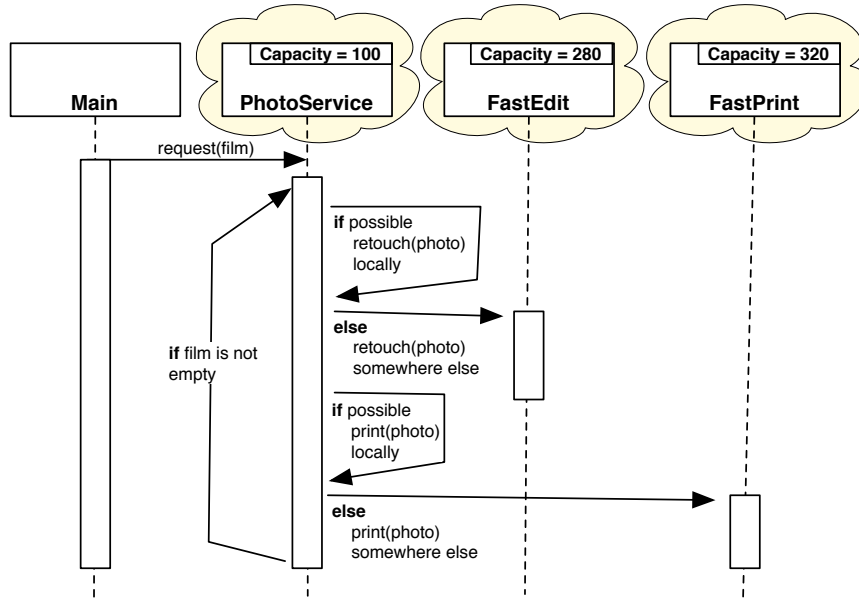 Capacity = 100
Capacity = 280
Capacity = 320
Main
PhotoService
FastEdit
FastPrint
request(film)
if possible
retouch(photo)
locally
else
retouch(photo)
somewhere else
if film is not
empty
if possible
print(photo)
locally
else
print(photo)
somewhere else